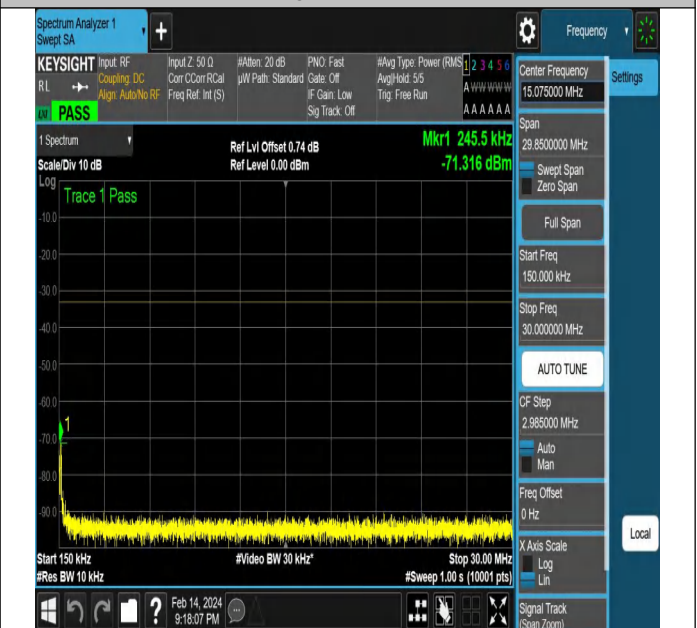 Spectrum Analyzer 1
Swept SA
Frequency
KEYSIGHT
RL
Input: RF
Coupling: DC
Align: Auto/No RF
Input Z: 50 Ω
Corr CCorr RCal
Freq Ref: Int (S)
#Atten: 20 dB
µW Path: Standard
PNO: Fast
Gate: Off
IF Gain: Low
Sig Track: Off
#Avg Type: Power (RMS
Avg|Hold: 5/5
Trig: Free Run
1 2 3 4 5 6
A W W W W W
A A A A A A
PASS
1 Spectrum
Scale/Div 10 dB
Ref Lvl Offset 0.74 dB
Ref Level 0.00 dBm
Mkr1 245.5 kHz
-71.316 dBm
Log
Trace 1 Pass
-10.0
-20.0
-30.0
-40.0
-50.0
-60.0
-70.0
-80.0
-90.0
1
Start 150 kHz
#Res BW 10 kHz
#Video BW 30 kHz*
Stop 30.00 MHz
#Sweep 1.00 s (10001 pts)
Feb 14, 2024
9:18:07 PM
Center Frequency
15.075000 MHz
Settings
Span
29.8500000 MHz
Swept Span
Zero Span
Full Span
Start Freq
150.000 kHz
Stop Freq
30.000000 MHz
AUTO TUNE
CF Step
2.985000 MHz
Auto
Man
Freq Offset
0 Hz
X Axis Scale
Log
Lin
Local
Signal Track
(Span Zoom)